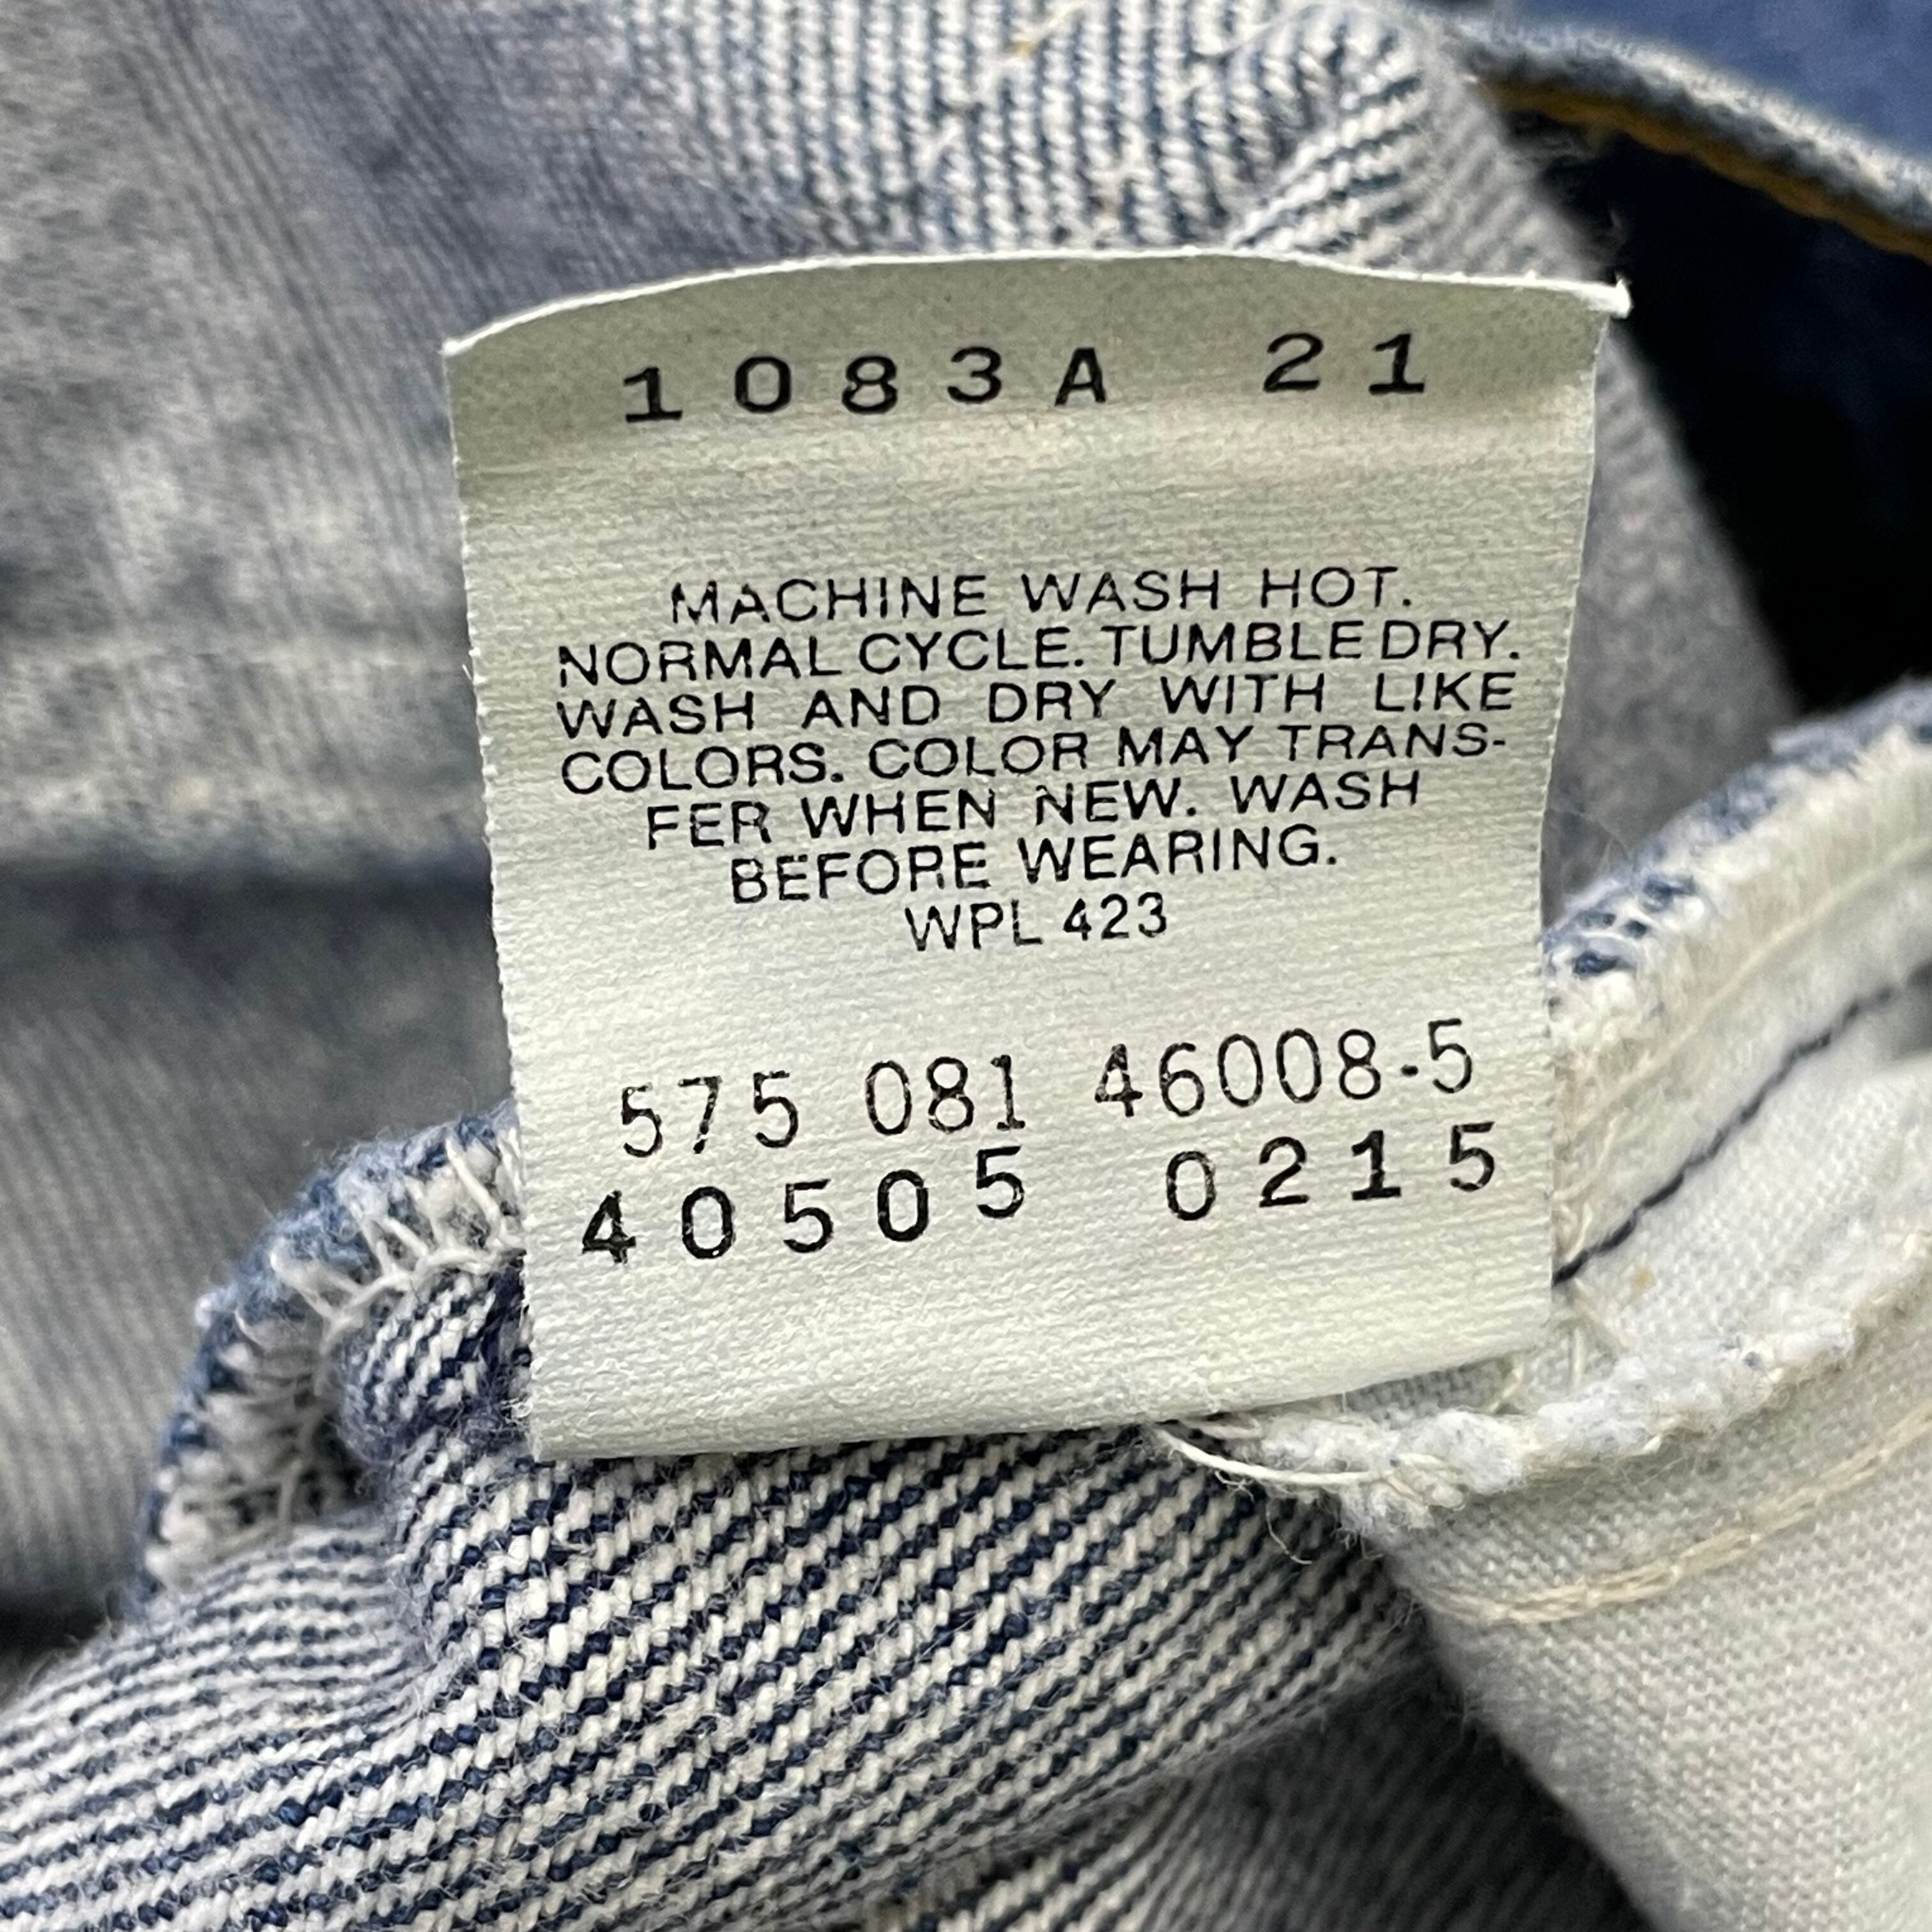 1083A 21
MACHINE WASH HOT.
NORMAL CYCLE. TUMBLE DRY.
WASH AND DRY WITH LIKE
COLORS. COLOR MAY TRANS-
FER WHEN NEW. WASH
BEFORE WEARING.
WPL 423
575 081 46008-5
40505 0215